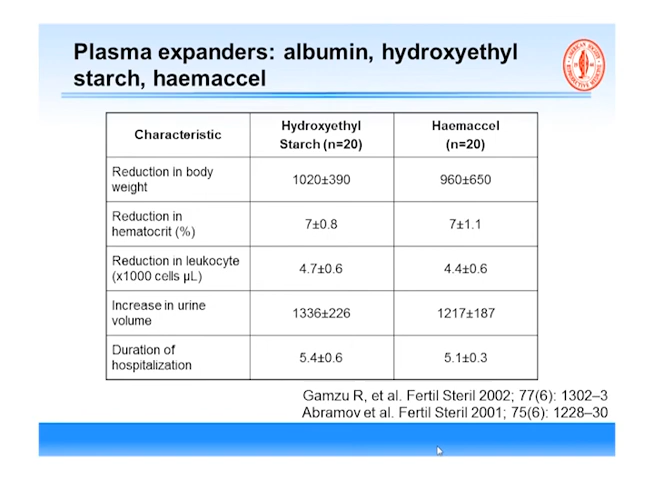 Plasma expanders: albumin, hydroxyethyl
starch, haemaccel
Characteristic
Hydroxyethyl
Starch (n=20)
Haemaccel
(n=20)
Reduction in body
weight
1020±390
960±650
Reduction in
hematocrit (%)
7±0.8
7±1.1
Reduction in leukocyte
(x1000 cells µL)
4.7±0.6
4.4±0.6
Increase in urine
volume
1336±226
1217±187
Duration of
hospitalization
5.4±0.6
5.1±0.3
Gamzu R, et al. Fertil Steril 2002; 77(6): 1302–3
Abramov et al. Fertil Steril 2001; 75(6): 1228–30